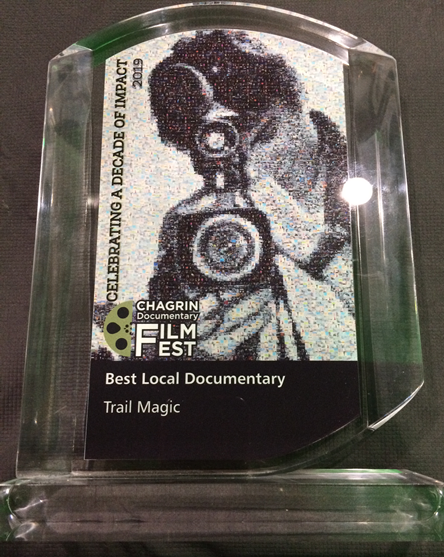 CELEBRATING A DECADE OF IMPACT
2019
CHAGRIN
Documentary
FILM
FEST
Best Local Documentary
Trail Magic